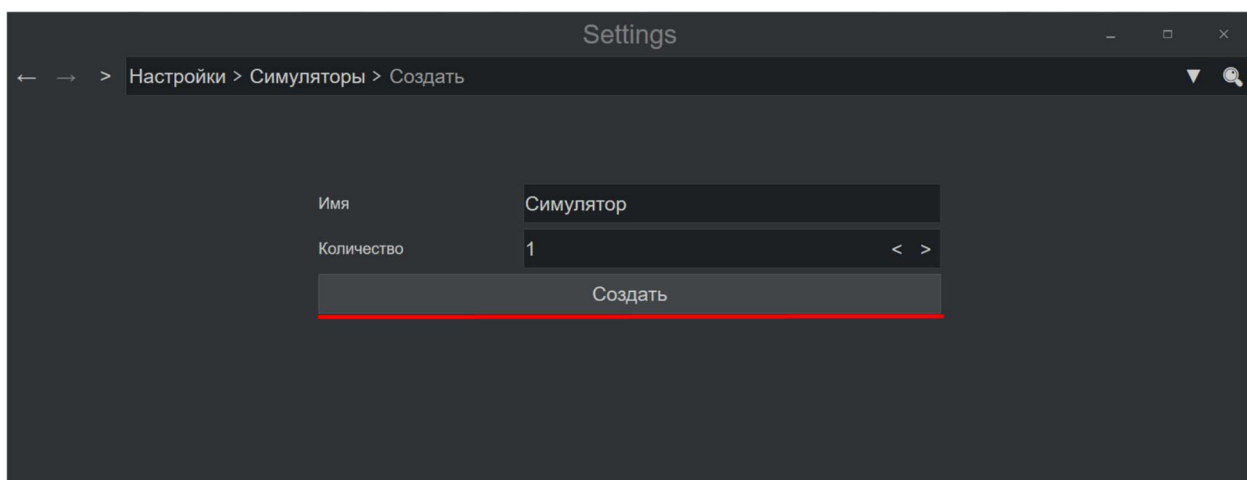 Settings
Настройки > Симуляторы > Создать
Имя
Симулятор
Количество
1
Создать